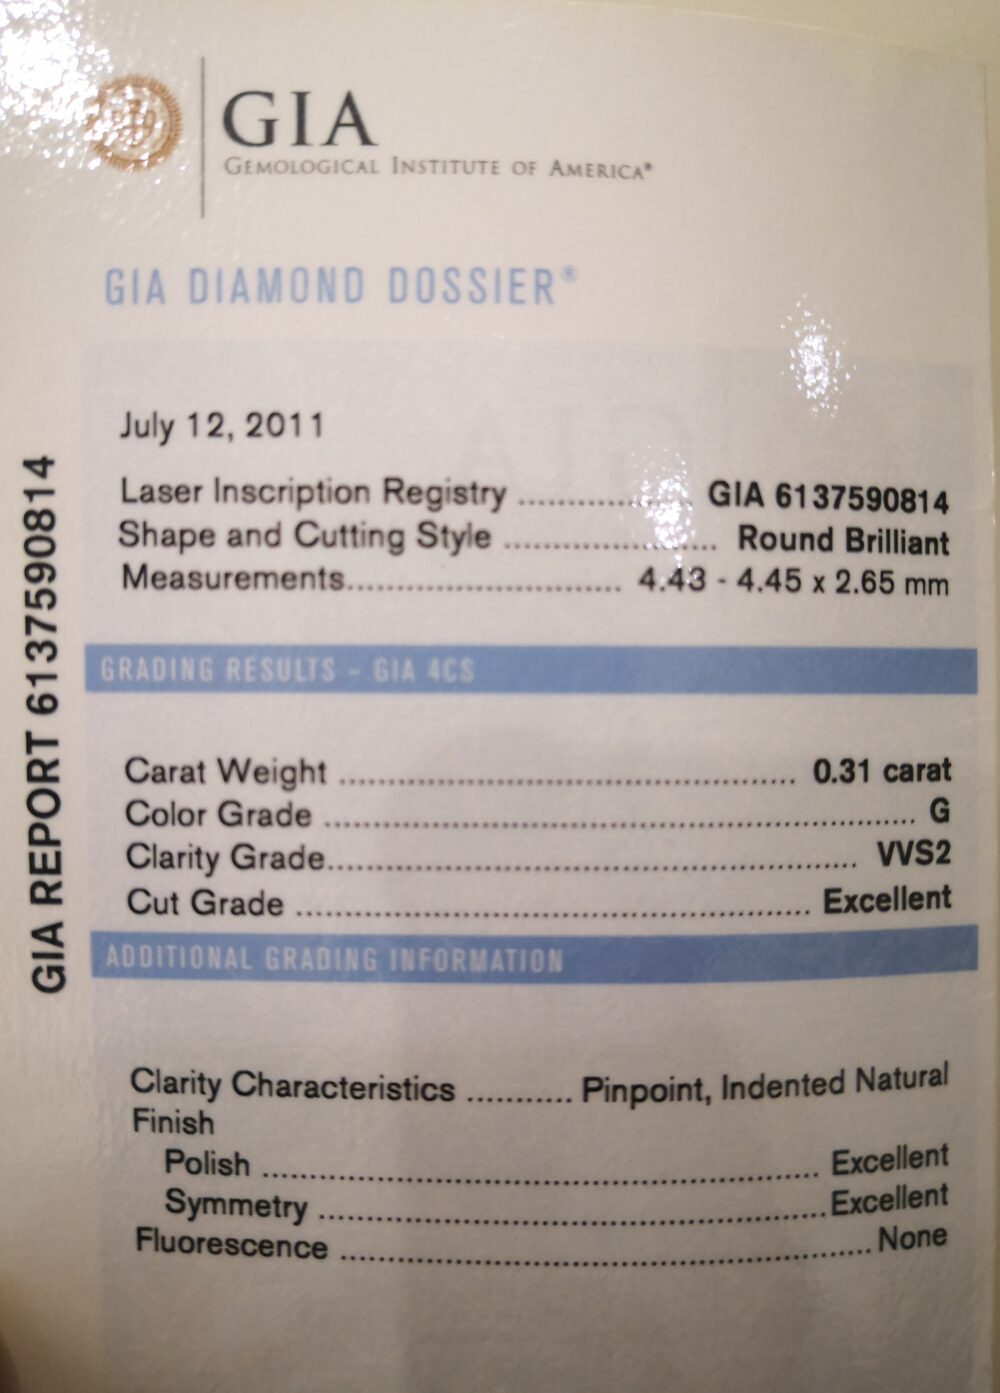 GIA
GEMOLOGICAL INSTITUTE OF AMERICA®
GIA DIAMOND DOSSIER®
July 12, 2011
Laser Inscription Registry ........................ GIA 6137590814
Shape and Cutting Style ........................ Round Brilliant
Measurements................................ 4.43 - 4.45 x 2.65 mm
GRADING RESULTS – GIA 4CS
Carat Weight ........................................................ 0.31 carat
Color Grade ........................................................................ G
Clarity Grade................................................................ VVS2
Cut Grade ............................................................ Excellent
ADDITIONAL GRADING INFORMATION
Clarity Characteristics ........... Pinpoint, Indented Natural
Finish
Polish ................................................................ Excellent
Symmetry ............................................................ Excellent
Fluorescence ............................................................ None
GIA REPORT 6137590814